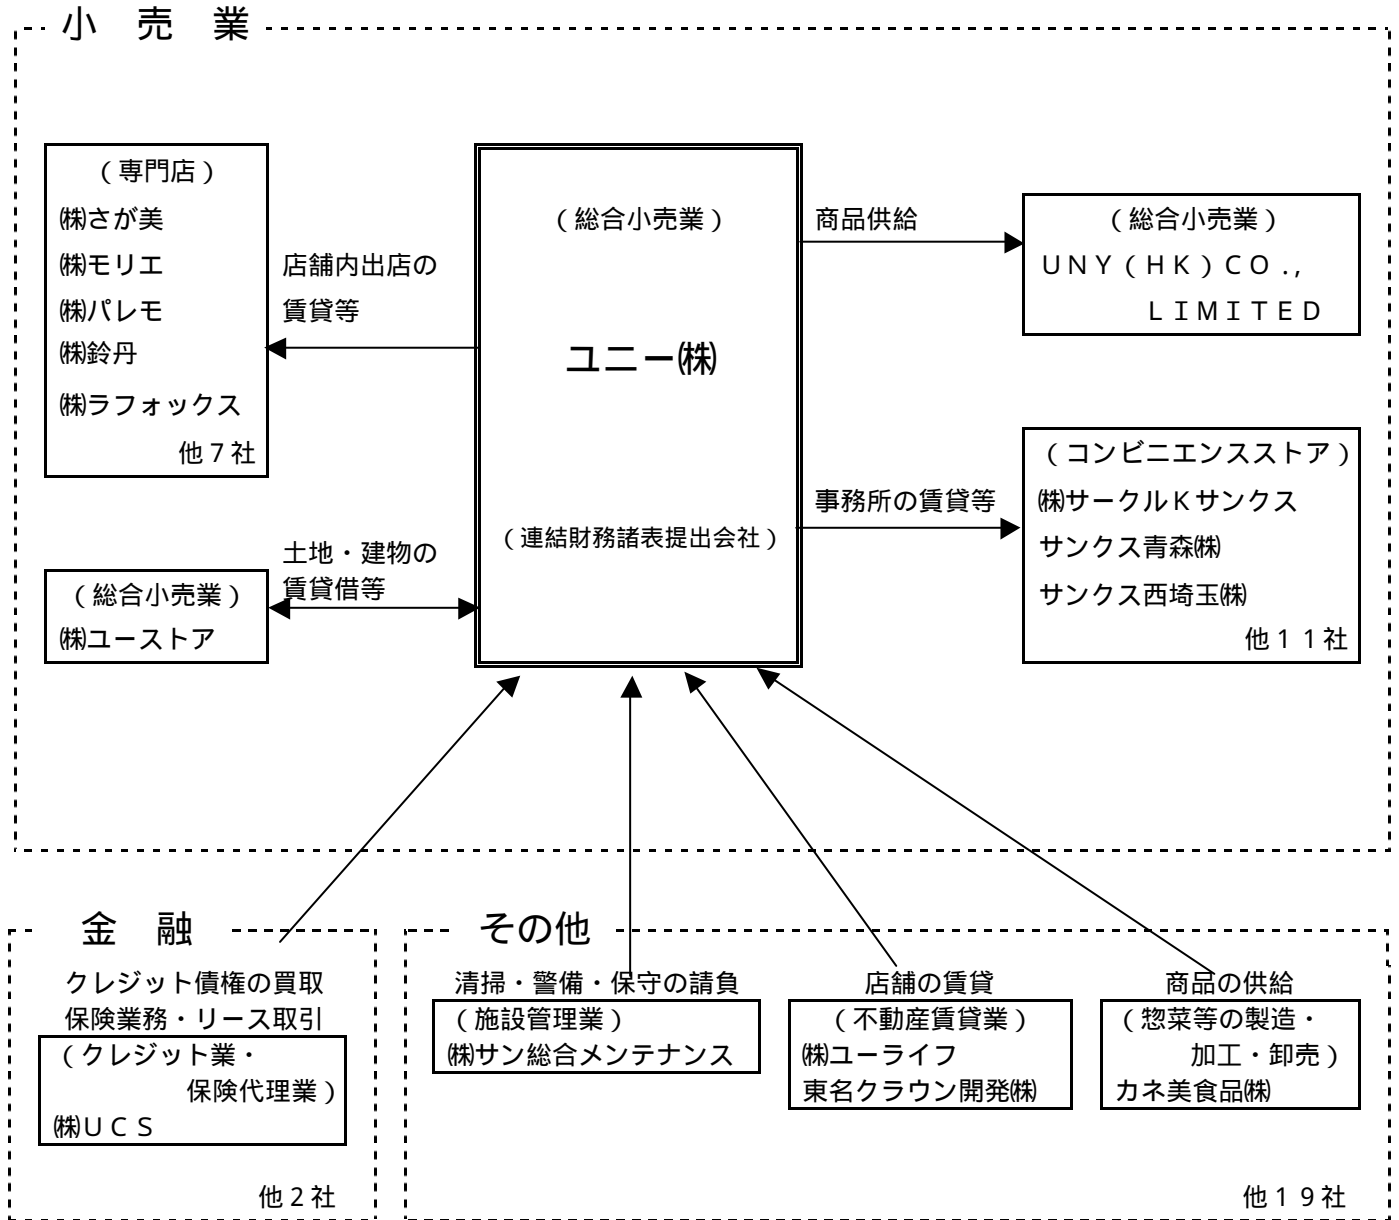 小　売　業
（専門店）
㈱さが美
㈱モリエ
㈱パレモ
㈱鈴丹
㈱ラフォックス
他７社
店舗内出店の
賃貸等
（総合小売業）
㈱ユーストア
土地・建物の
賃貸借等
（総合小売業）
ユニー㈱
（連結財務諸表提出会社）
商品供給
（総合小売業）
ＵＮＹ（ＨＫ）ＣＯ．，
ＬＩＭＩＴＥＤ
事務所の賃貸等
（コンビニエンスストア）
㈱サークルＫサンクス
サンクス青森㈱
サンクス西埼玉㈱
他１１社
金　融
クレジット債権の買取
保険業務・リース取引
（クレジット業・
保険代理業）
㈱ＵＣＳ
他２社
その他
清掃・警備・保守の請負
（施設管理業）
㈱サン総合メンテナンス
店舗の賃貸
（不動産賃貸業）
㈱ユーライフ
東名クラウン開発㈱
商品の供給
（惣菜等の製造・
加工・卸売）
カネ美食品㈱
他１９社